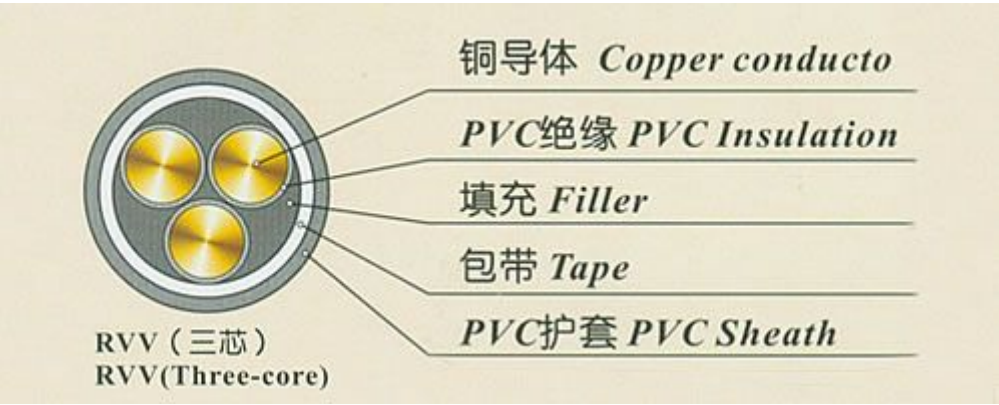 铜导体 Copper conducto
PVC绝缘 PVC Insulation
填充 Filler
包带 Tape
PVC护套 PVC Sheath
RVV（三芯）
RVV(Three-core)